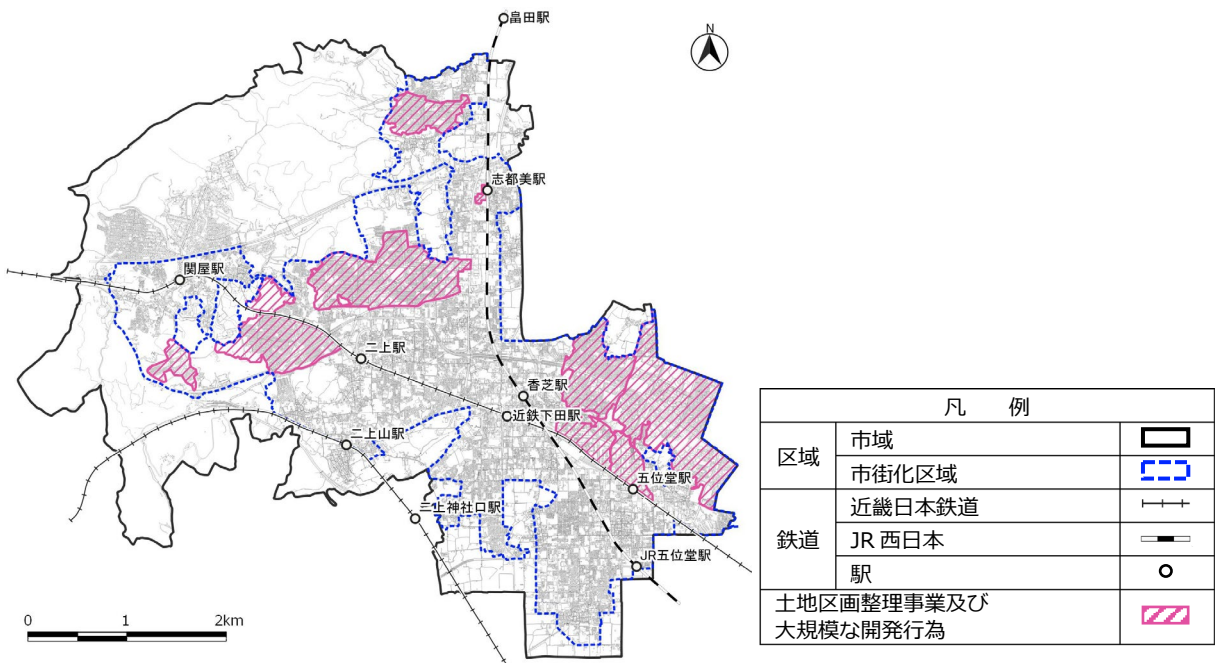 畠田駅
N
志都美駅
関屋駅
二上駅
香芝駅
近鉄下田駅
二上山駅
五位堂駅
二上神社口駅
JR五位堂駅
0 1 2km
凡 例
区域
市域
市街化区域
鉄道
近畿日本鉄道
JR 西日本
駅
土地区画整理事業及び
大規模な開発行為